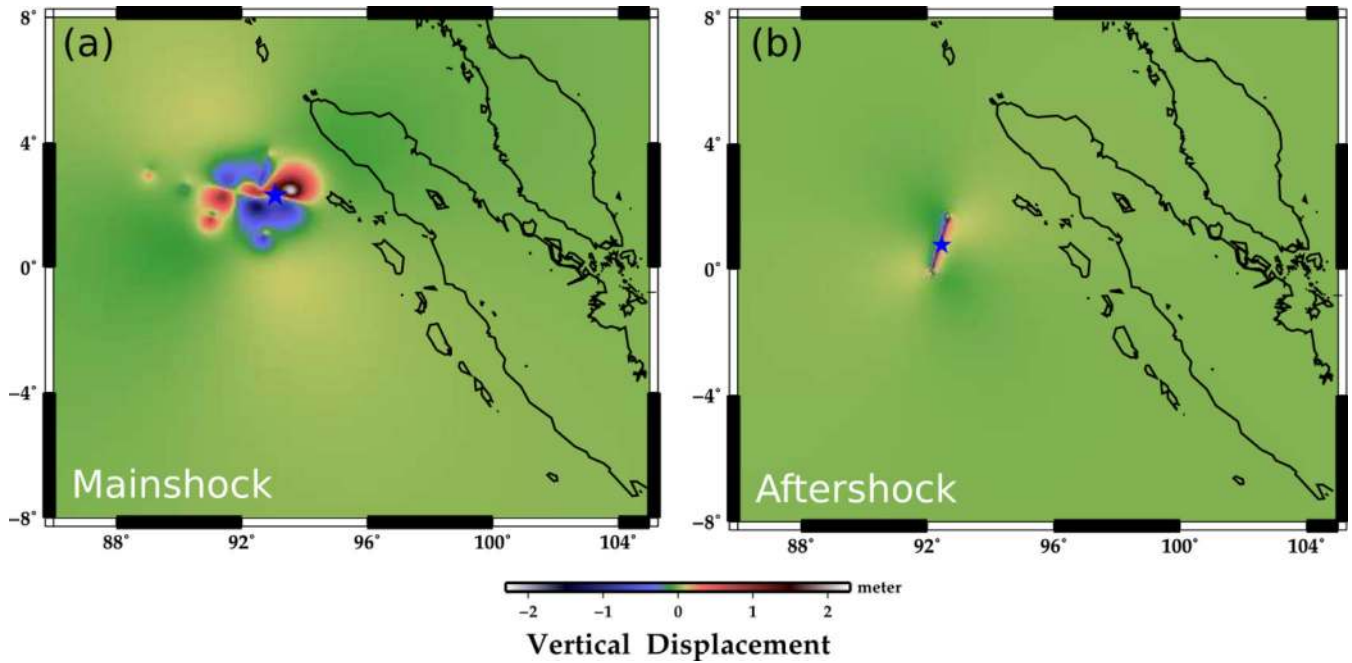 (a)
8°
4°
0°
−4°
−8°
Mainshock
88° 92° 96° 100° 104°
(b)
8°
4°
0°
−4°
−8°
Aftershock
88° 92° 96° 100° 104°
−2 −1 0 1 2 meter
Vertical Displacement